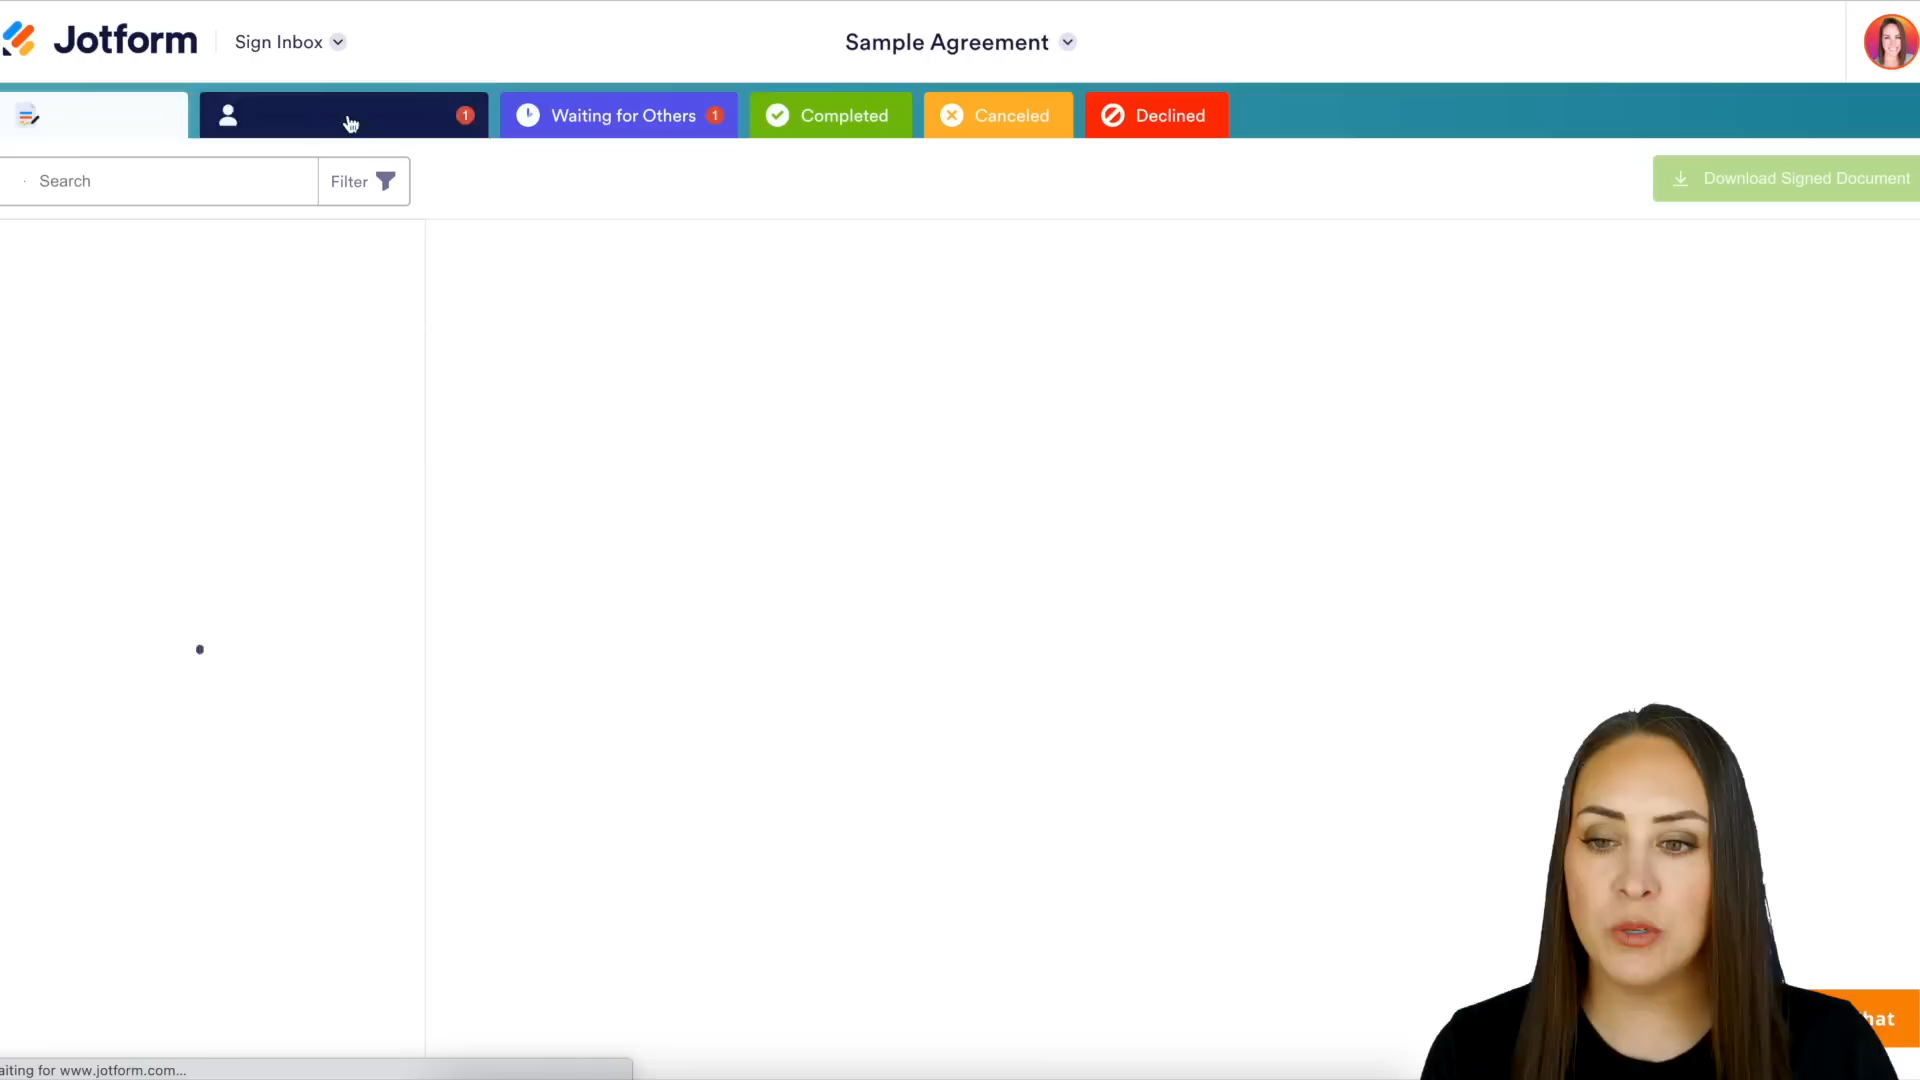 Jotform
Sign Inbox
Sample Agreement
1
Waiting for Others 1
Completed
Canceled
Declined
Search
Filter
Download Signed Document
hat
aiting for www.jotform.com...